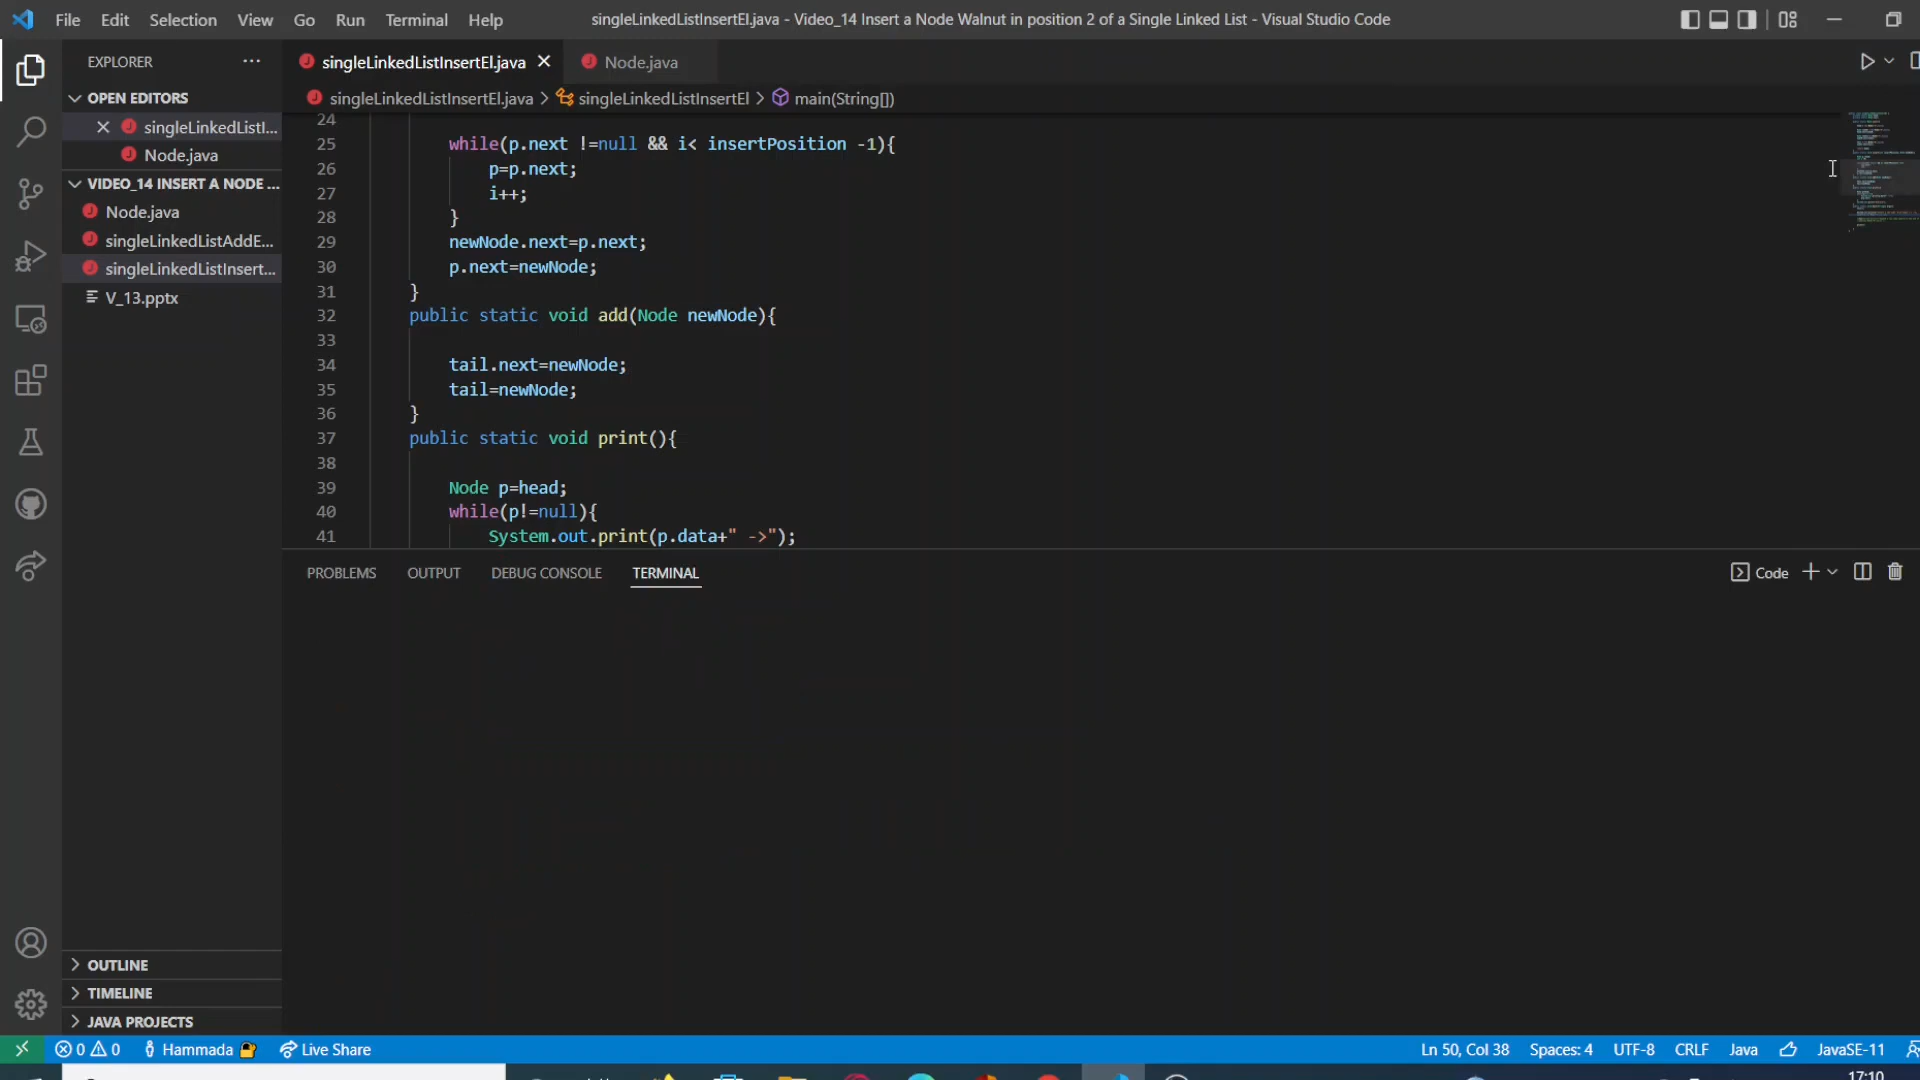 File Edit Selection View Go Run Terminal Help
singleLinkedListInsertEl.java - Video_14 Insert a Node Walnut in position 2 of a Single Linked List - Visual Studio Code
EXPLORER
singleLinkedListInsertEl.java
Node.java
OPEN EDITORS
singleLinkedListInsertEl.java > singleLinkedListInsertEl > main(String[])
singleLinkedListI...
Node.java
VIDEO_14 INSERT A NODE ...
Node.java
singleLinkedListAddE...
singleLinkedListInsert...
V_13.pptx
24
25 while(p.next !=null && i< insertPosition -1){
26 p=p.next;
27 i++;
28 }
29 newNode.next=p.next;
30 p.next=newNode;
31 }
32 public static void add(Node newNode){
33
34 tail.next=newNode;
35 tail=newNode;
36 }
37 public static void print(){
38
39 Node p=head;
40 while(p!=null){
41 System.out.print(p.data+" ->");
PROBLEMS OUTPUT DEBUG CONSOLE TERMINAL
Code
OUTLINE
TIMELINE
JAVA PROJECTS
0 0 Hammada Live Share
Ln 50, Col 38 Spaces: 4 UTF-8 CRLF Java JavaSE-11
17:10